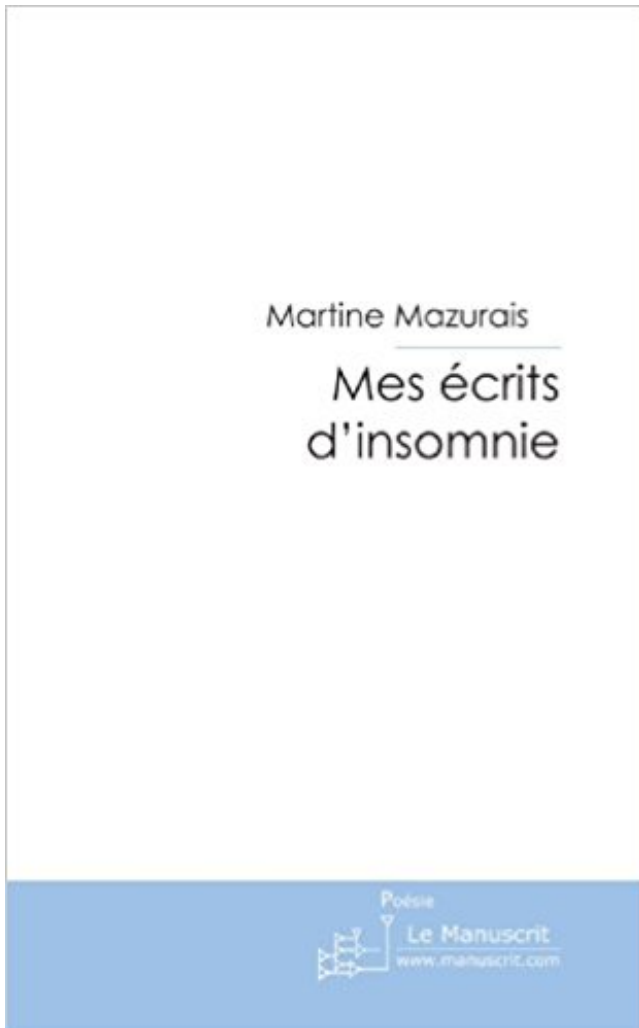 Martine Mazurais
Mes écrits
d'insomnie
Poésie
Le Manuscrit
www.manuscrit.com